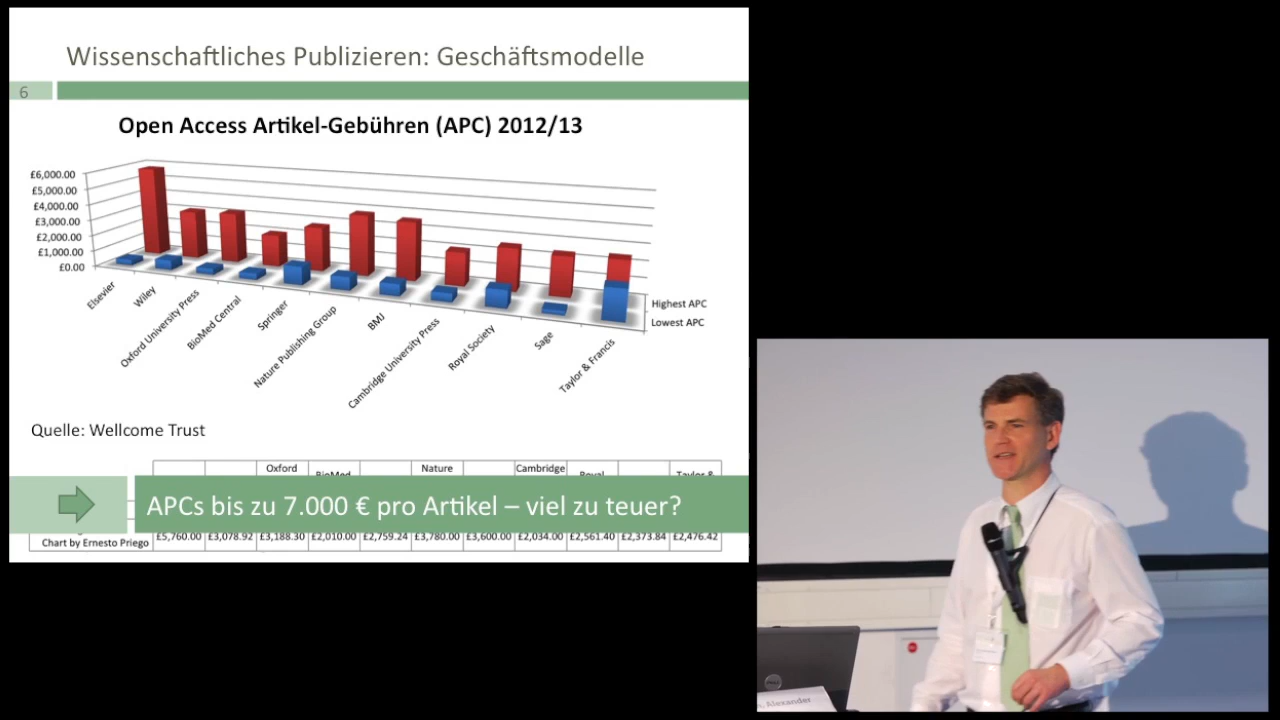 Wissenschaftliches Publizieren: Geschäftsmodelle
6
Open Access Artikel-Gebühren (APC) 2012/13
£6,000.00
£5,000.00
£4,000.00
£3,000.00
£2,000.00
£1,000.00
£0.00
Highest APC
Lowest APC
Elsevier
Wiley
Oxford University Press
BioMed Central
Springer
Nature Publishing Group
BMJ
Cambridge University Press
Royal Society
Sage
Taylor & Francis
Quelle: Wellcome Trust
Oxford Nature Cambridge
BioMed Royal Taylor &
APCs bis zu 7.000 € pro Artikel – viel zu teuer?
£5,760.00 £3,078.92 £3,188.30 £2,010.00 £2,759.24 £3,780.00 £3,600.00 £2,034.00 £2,561.40 £2,373.84 £2,476.42
Chart by Ernesto Priego
DELL
Alexander